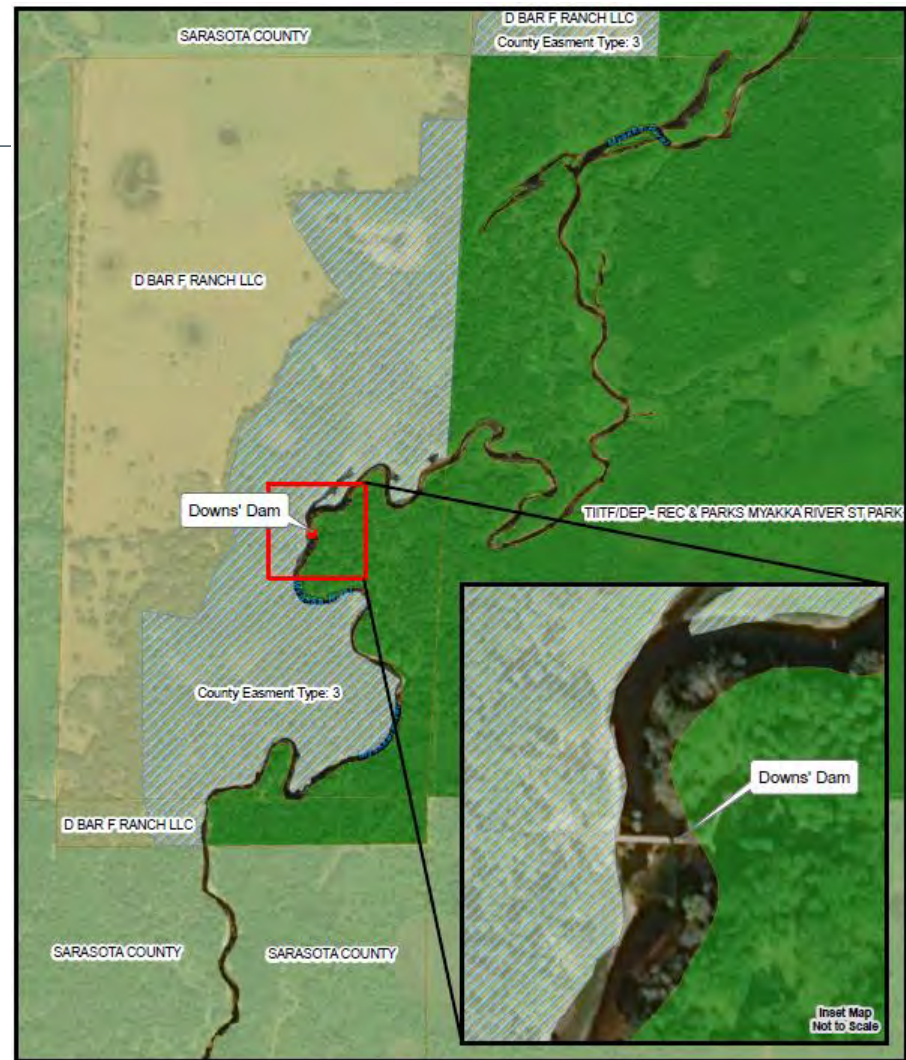 D BAR F RANCH LLC
SARASOTA COUNTY
County Easment Type: 3
D BAR F RANCH LLC
Downs' Dam
TIITF/DEP - REC & PARKS MYAKKA RIVER ST PARK
County Easment Type: 3
Downs' Dam
D BAR F RANCH LLC
SARASOTA COUNTY
SARASOTA COUNTY
Inset Map
Not to Scale